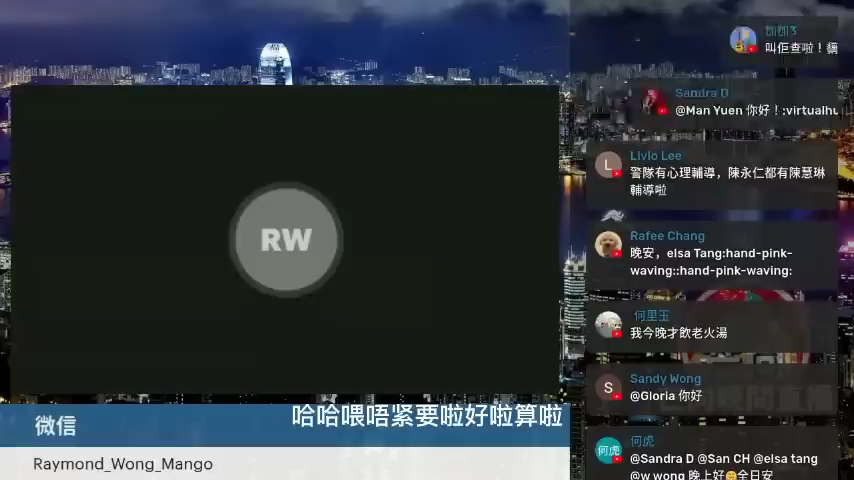 RW
微信
哈哈喂唔紧要啦好啦算啦
Raymond_Wong_Mango
叫佢查啦！
Sandra D
@Man Yuen 你好！:virtualhu
Livio Lee
L
警隊有心理輔導，陳永仁都有陳慧琳
輔導啦
Rafee Chang
晚安，elsa Tang:hand-pink-
waving::hand-pink-waving:
何里玉
我今晚才飲老火湯
Sandy Wong
S
@Gloria 你好
何虎
何虎
@Sandra D @San CH @elsa tang
@w wong 晚上好😊全日安